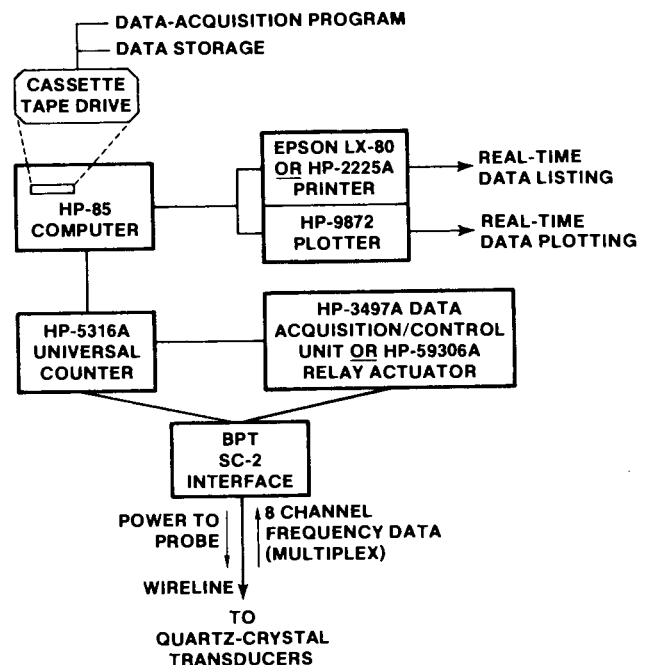 DATA-ACQUISITION PROGRAM
DATA STORAGE
CASSETTE
TAPE DRIVE
HP-85
COMPUTER
EPSON LX-80
OR HP-2225A
PRINTER
HP-9872
PLOTTER
REAL-TIME
DATA LISTING
REAL-TIME
DATA PLOTTING
HP-5316A
UNIVERSAL
COUNTER
HP-3497A DATA
ACQUISITION/CONTROL
UNIT OR HP-59306A
RELAY ACTUATOR
BPT
SC-2
INTERFACE
POWER TO
PROBE
8 CHANNEL
FREQUENCY DATA
(MULTIPLEX)
WIRELINE
TO
QUARTZ-CRYSTAL
TRANSDUCERS